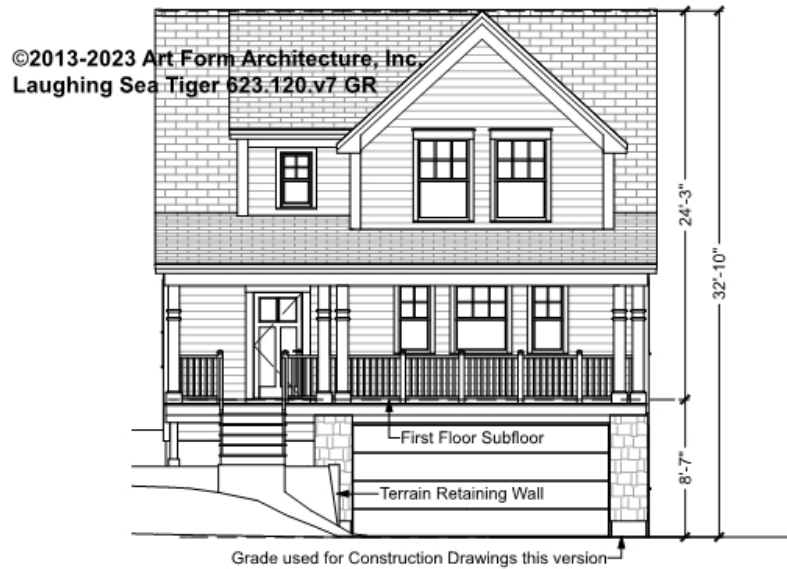 ©2013-2023 Art Form Architecture, Inc.
Laughing Sea Tiger 623.120.v7 GR
24'-3"
32'-10"
First Floor Subfloor
8'-7"
Terrain Retaining Wall
Grade used for Construction Drawings this version